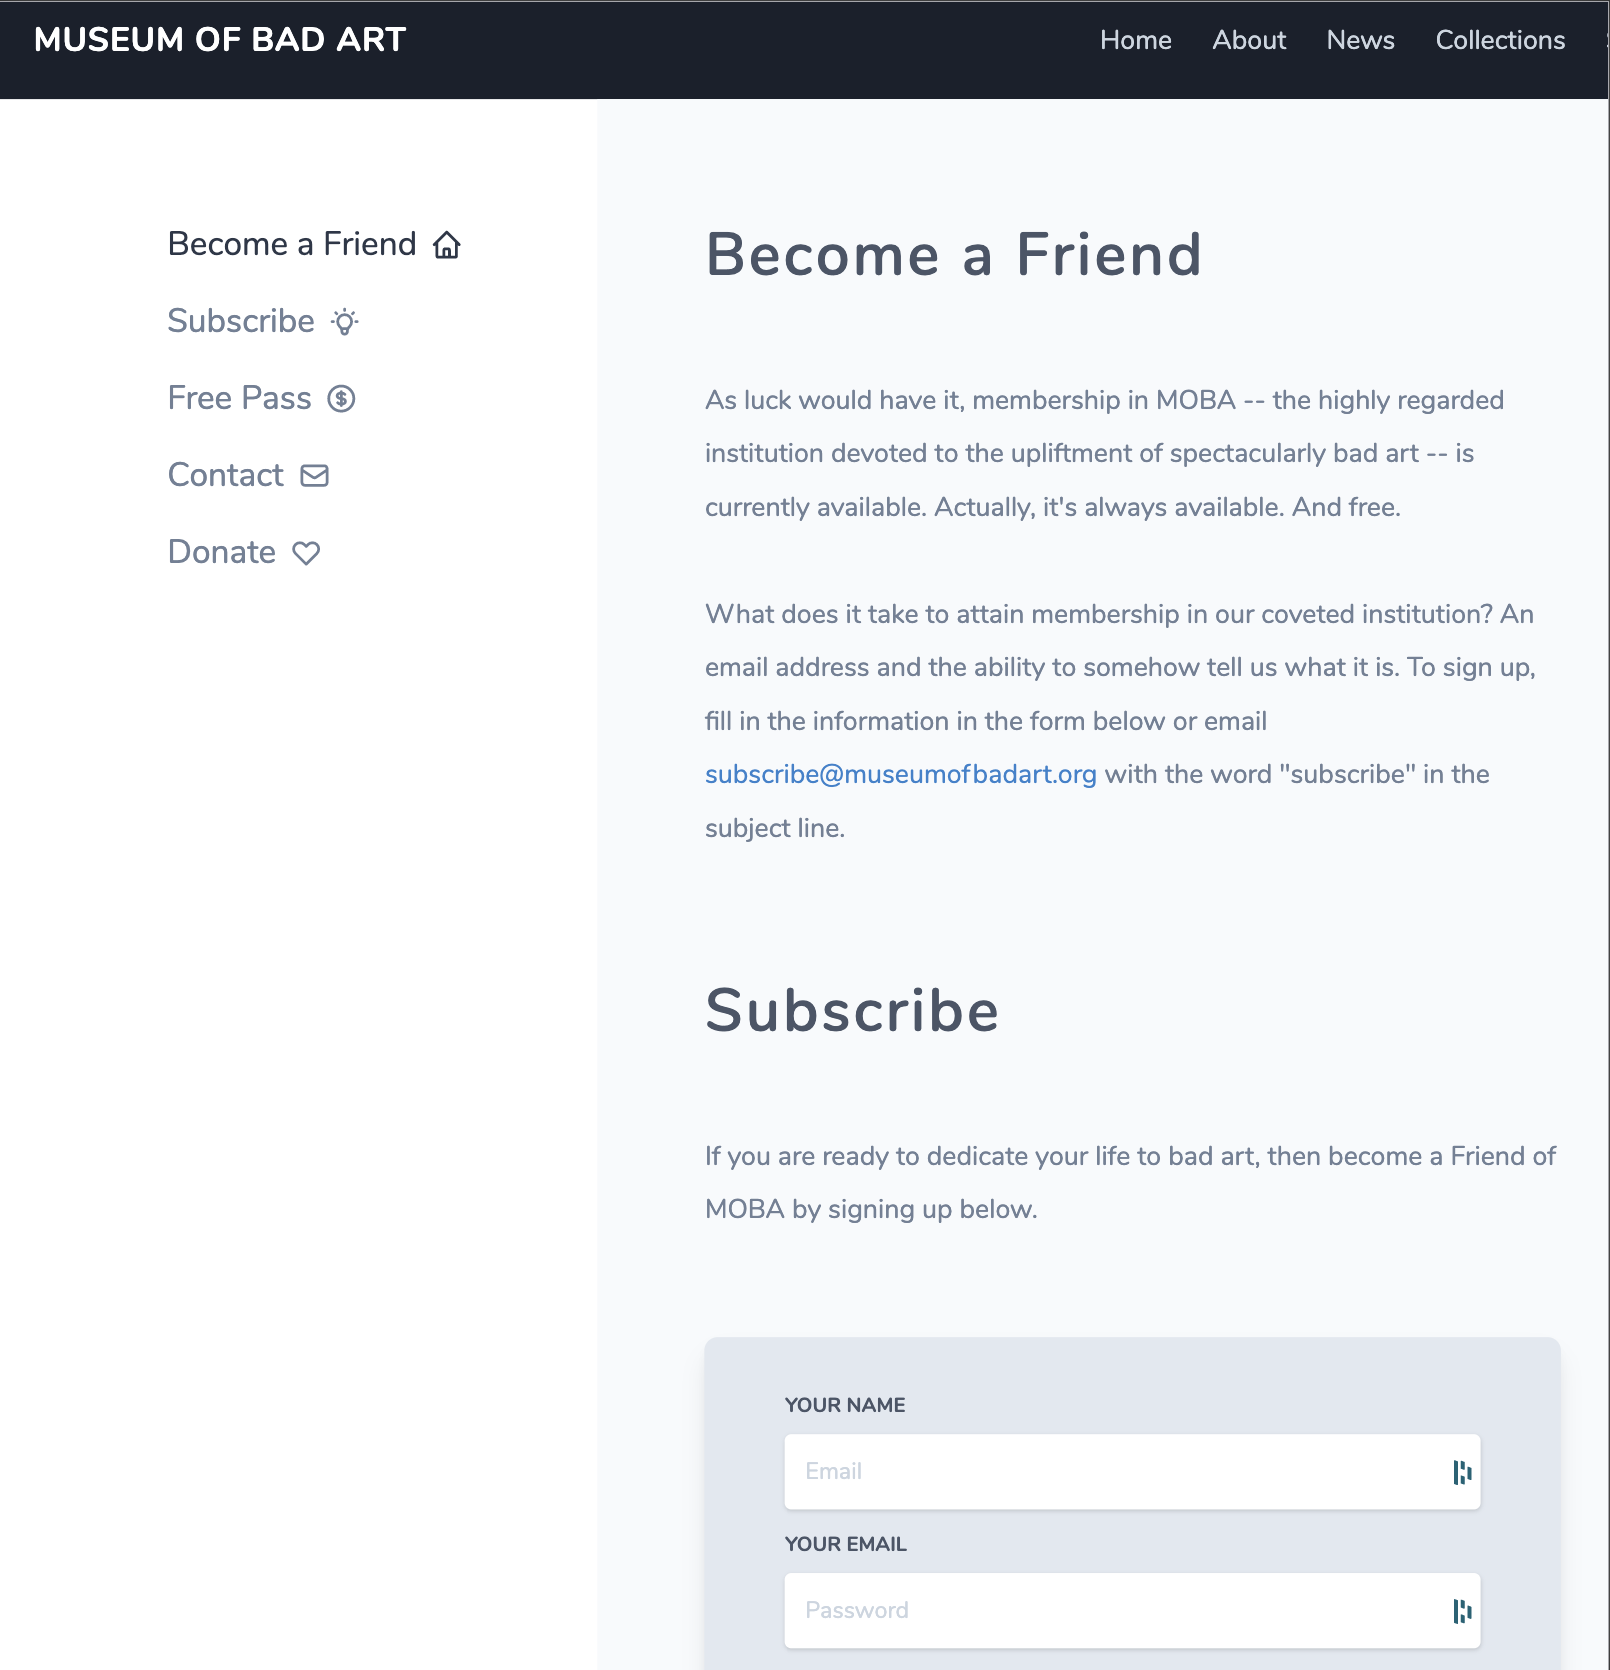 MUSEUM OF BAD ART
Home About News Collections
Become a Friend
Subscribe
Free Pass
Contact
Donate
Become a Friend
As luck would have it, membership in MOBA -- the highly regarded
institution devoted to the upliftment of spectacularly bad art -- is
currently available. Actually, it's always available. And free.
What does it take to attain membership in our coveted institution? An
email address and the ability to somehow tell us what it is. To sign up,
fill in the information in the form below or email
subscribe@museumofbadart.org with the word "subscribe" in the
subject line.
Subscribe
If you are ready to dedicate your life to bad art, then become a Friend of
MOBA by signing up below.
YOUR NAME
Email
YOUR EMAIL
Password